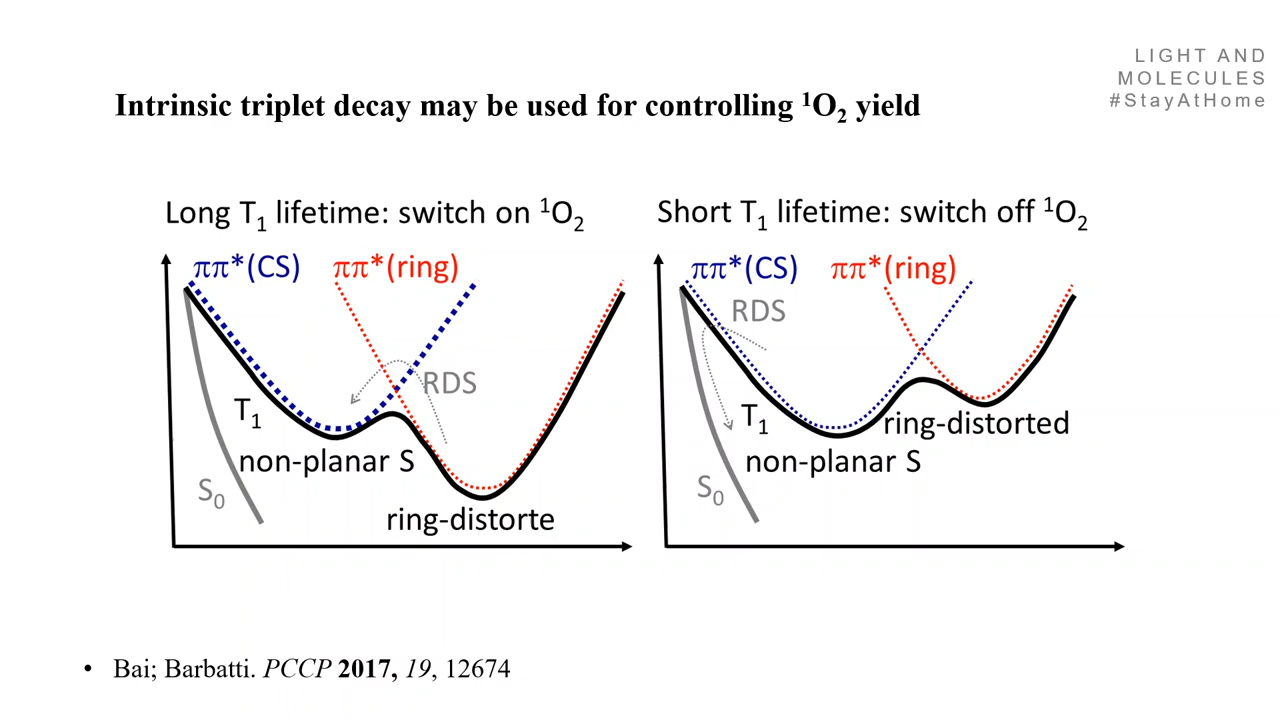 LIGHT AND
MOLECULES
#StayAtHome
Intrinsic triplet decay may be used for controlling ¹O₂ yield
Long T₁ lifetime: switch on ¹O₂
ππ*(CS) ππ*(ring)
RDS
T₁
non-planar S
S₀
ring-distorte
Short T₁ lifetime: switch off ¹O₂
ππ*(CS) ππ*(ring)
RDS
T₁
ring-distorted
non-planar S
S₀
• Bai; Barbatti. PCCP 2017, 19, 12674